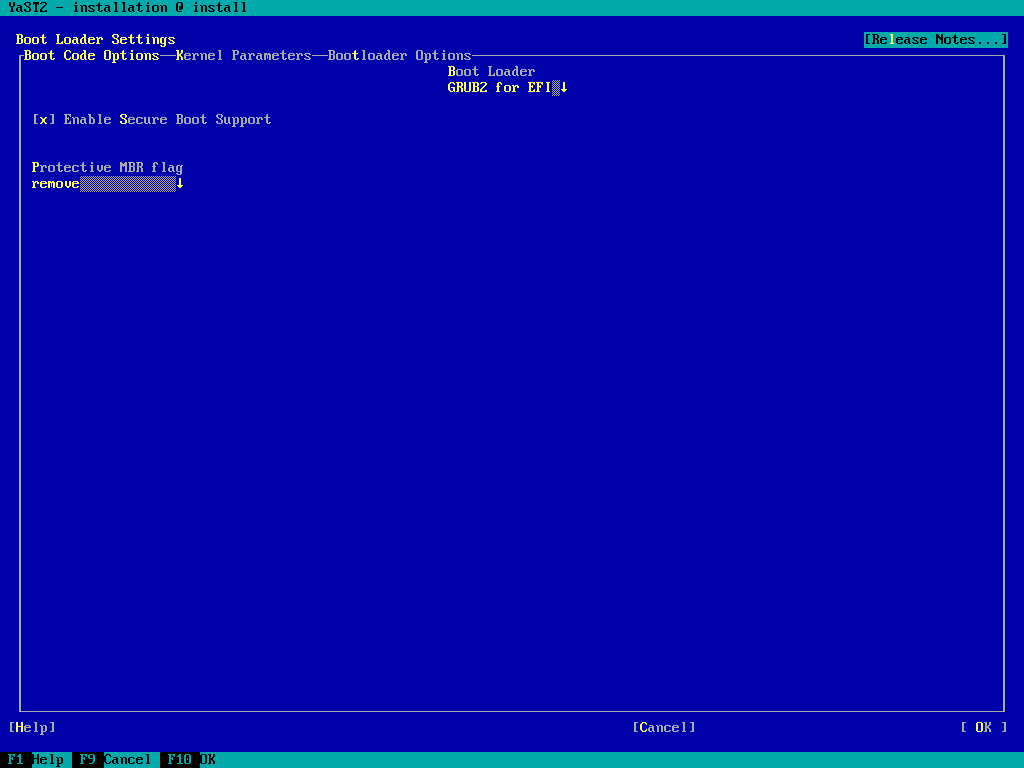 YaST2 - installation @ install
Boot Loader Settings [Release Notes...]
Boot Code Options Kernel Parameters Bootloader Options
Boot Loader
GRUB2 for EFI ↓
[x] Enable Secure Boot Support
Protective MBR flag
remove ↓
[Help] [Cancel] [ OK ]
F1 Help F9 Cancel F10 OK